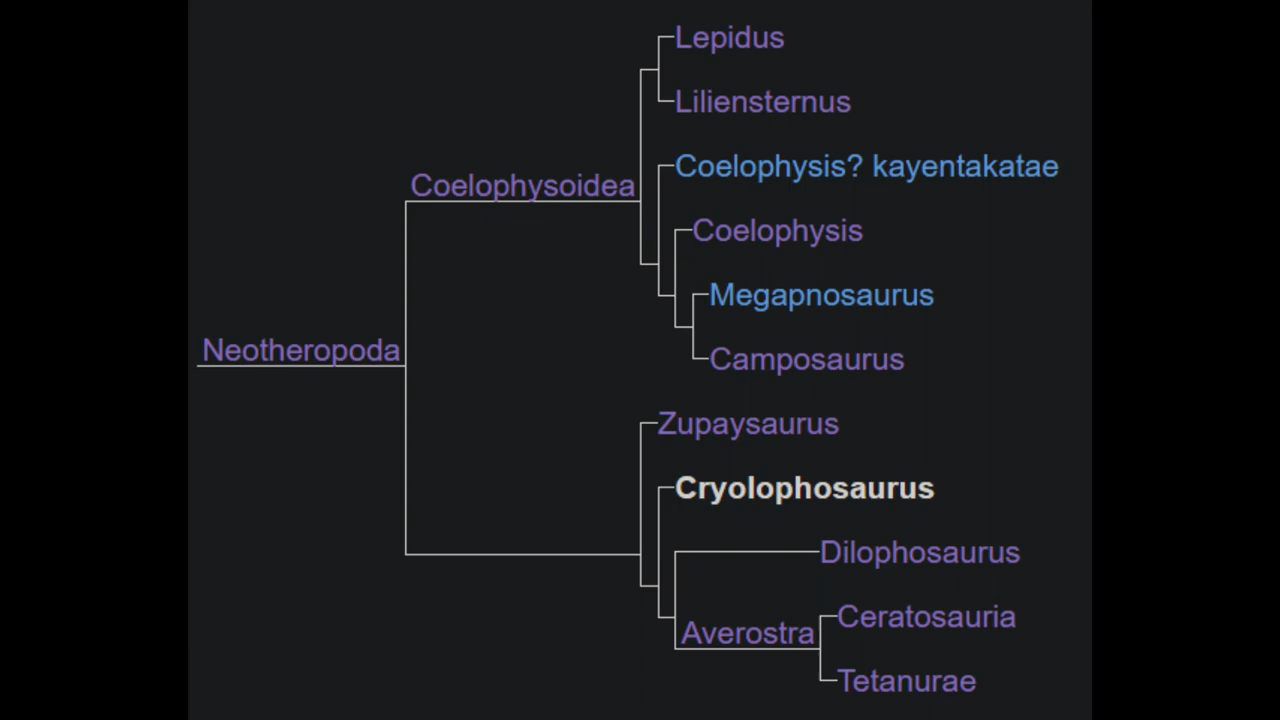 Lepidus
Liliensternus
Coelophysis? kayentakatae
Coelophysoidea
Coelophysis
Megapnosaurus
Neotheropoda
Camposaurus
Zupaysaurus
Cryolophosaurus
Dilophosaurus
Ceratosauria
Averostra
Tetanurae